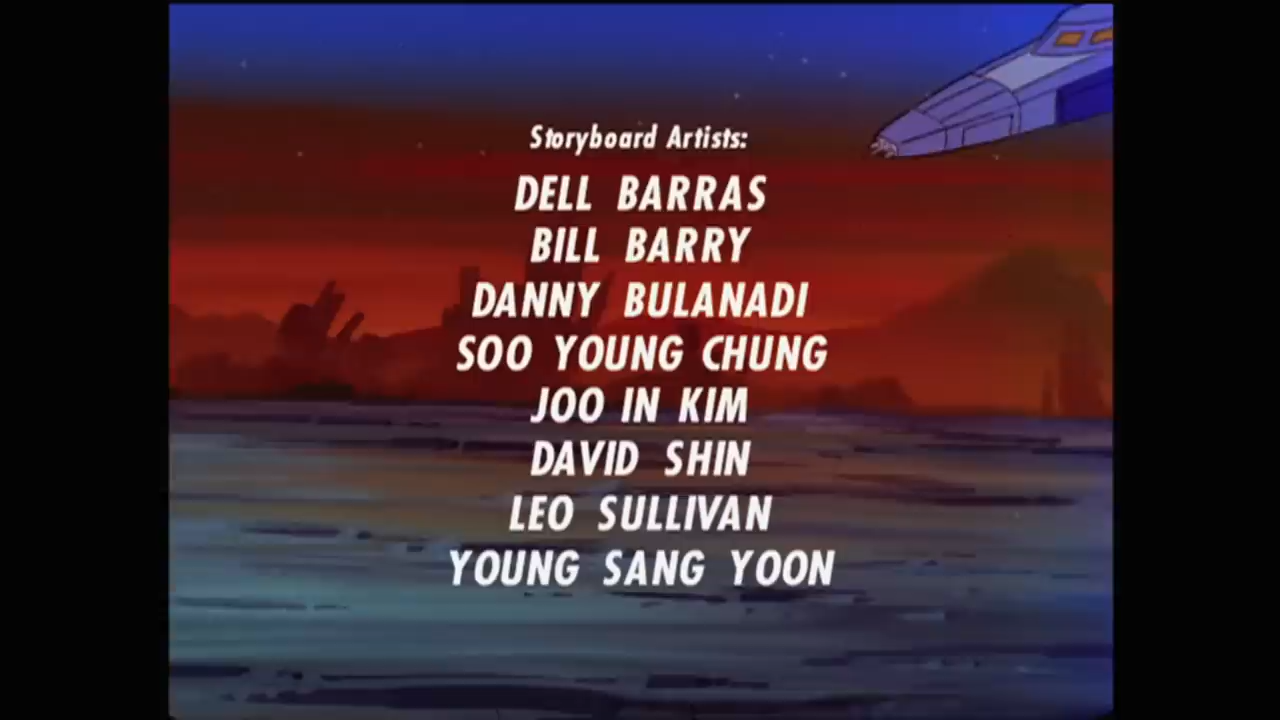 Storyboard Artists:
DELL BARRAS
BILL BARRY
DANNY BULANADI
SOO YOUNG CHUNG
JOO IN KIM
DAVID SHIN
LEO SULLIVAN
YOUNG SANG YOON